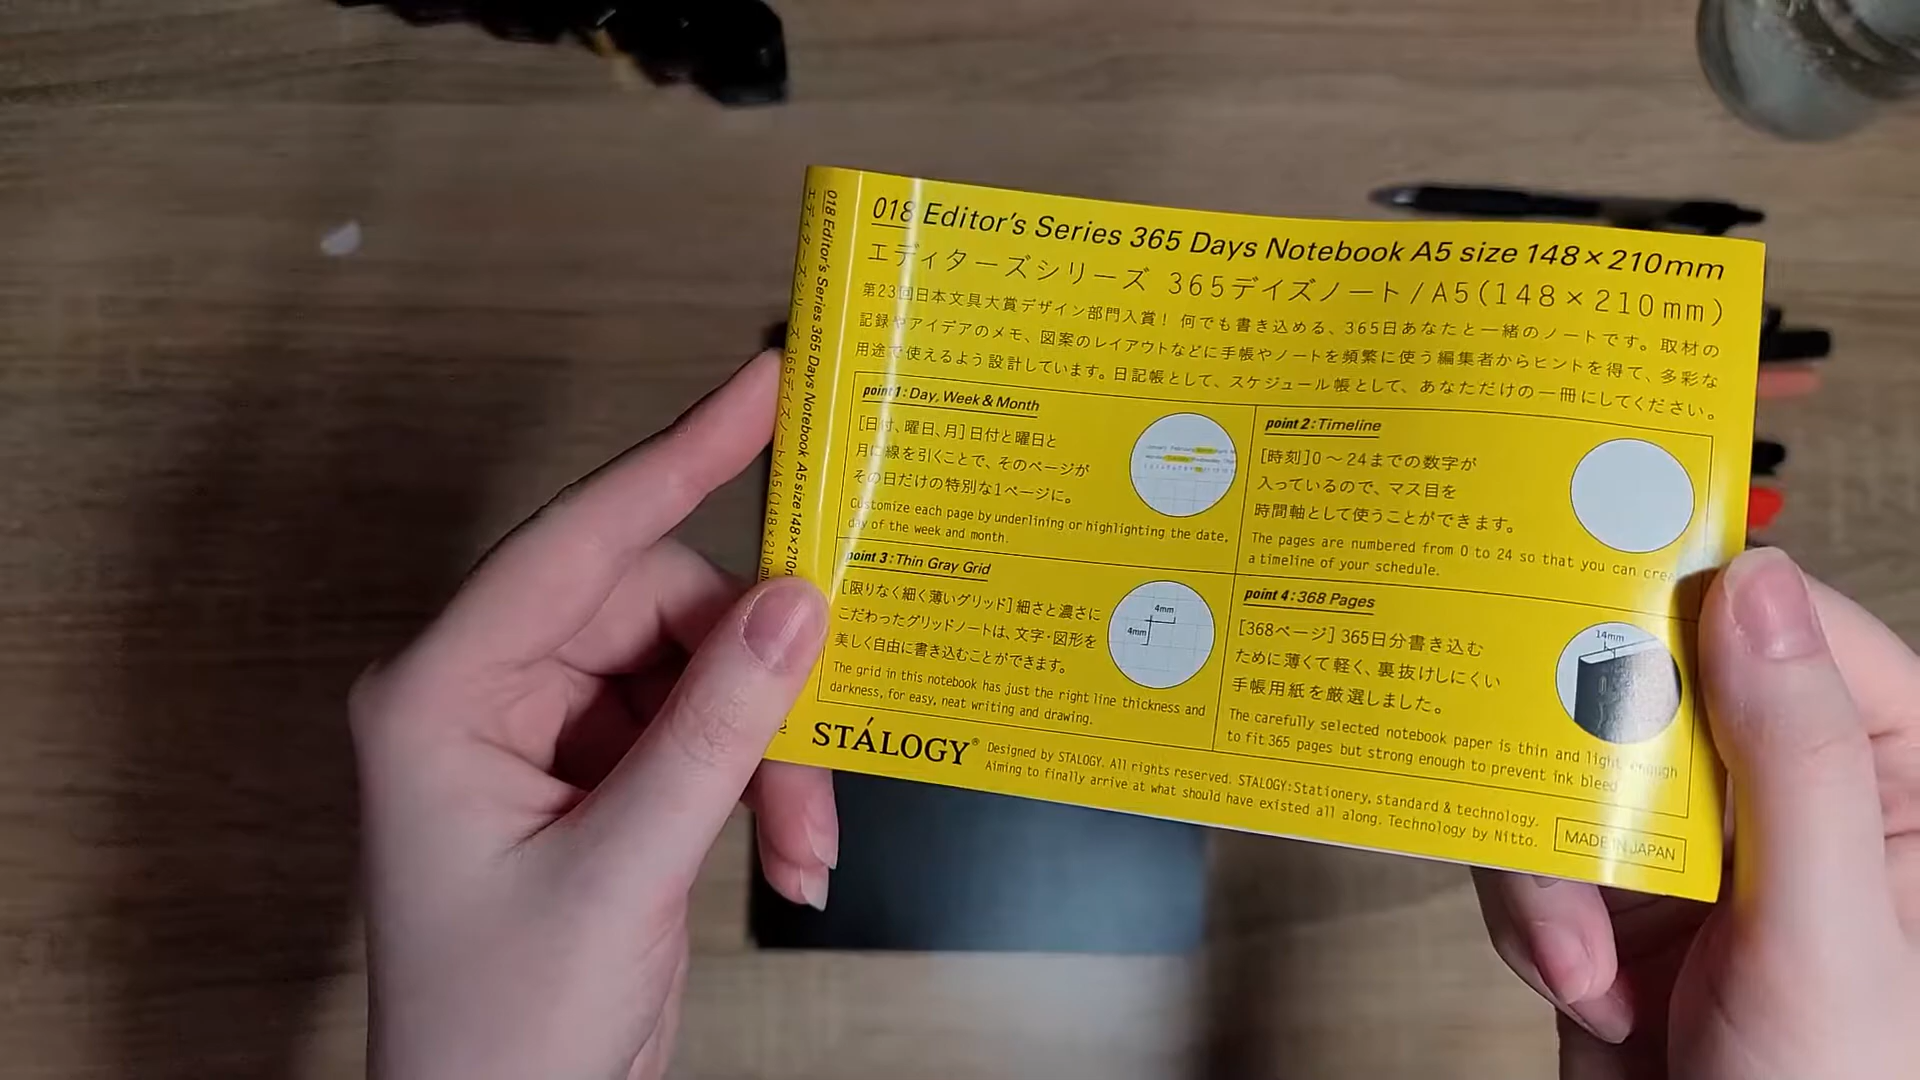 018 Editor's Series 365 Days Notebook A5 size 148×210mm
エディターズシリーズ 365デイズノート/A5(148×210mm)
第23回日本文具大賞デザイン部門入賞! 何でも書き込める、365日あなたと一緒のノートです。取材の
記録やアイデアのメモ、図案のレイアウトなどに手帳やノートを頻繁に使う編集者からヒントを得て、多彩な
用途で使えるよう設計しています。日記帳として、スケジュール帳として、あなただけの一冊にしてください。
point 1: Day, Week & Month
[日付、曜日、月]日付と曜日と
月に線を引くことで、そのページが
その日だけの特別な1ページに。
Customize each page by underlining or highlighting the date,
day of the week and month.
point 2: Timeline
[時刻]0~24までの数字が
入っているので、マス目を
時間軸として使うことができます。
The pages are numbered from 0 to 24 so that you can
a timeline of your schedule.
point 3: Thin Gray Grid
[限りなく細く薄いグリッド]細さと濃さに
こだわったグリッドノートは、文字・図形を
美しく自由に書き込むことができます。
The grid in this notebook has just the right line thickness and
darkness, for easy, neat writing and drawing.
4mm
4mm
point 4: 368 Pages
[368ページ]365日分書き込む
ために薄くて軽く、裏抜けしにくい
手帳用紙を厳選しました。
The carefully selected notebook paper is thin and light enough
to fit 365 pages but strong enough to prevent ink bleed
14mm
STÁLOGY®
Designed by STÁLOGY. All rights reserved. STÁLOGY: Stationery, standard & technology.
Aiming to finally arrive at what should have existed all along. Technology by Nitto.
MADE IN JAPAN
018 Editor's Series 365 Days Notebook A5 size 148×210m
エディターズシリーズ 365デイズノート/A5(148×210m